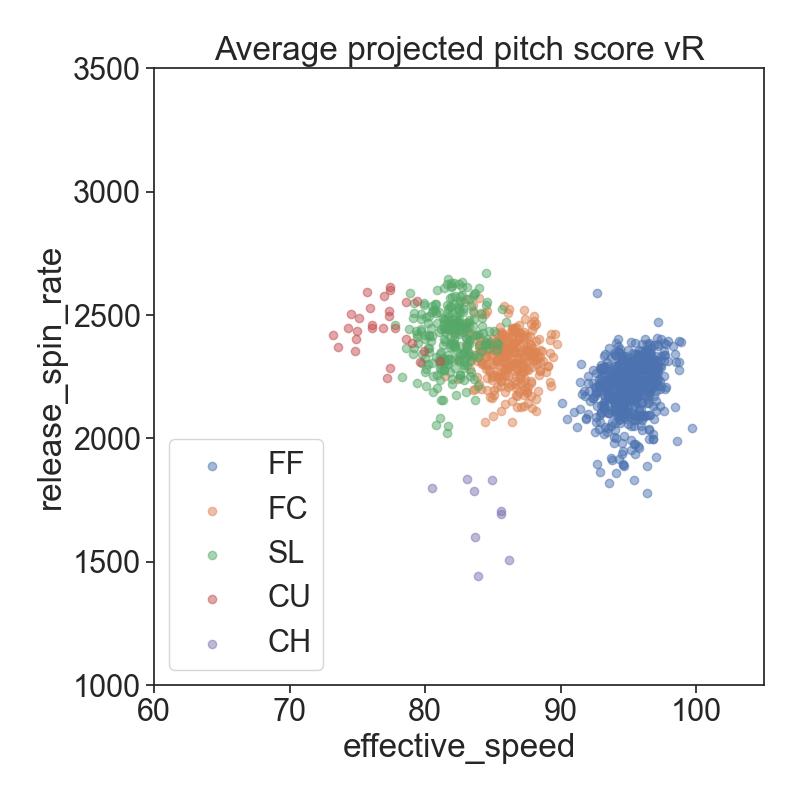 Average projected pitch score vR
3500
3000
2500
2000
1500
1000
release_spin_rate
FF
FC
SL
CU
CH
60 70 80 90 100
effective_speed